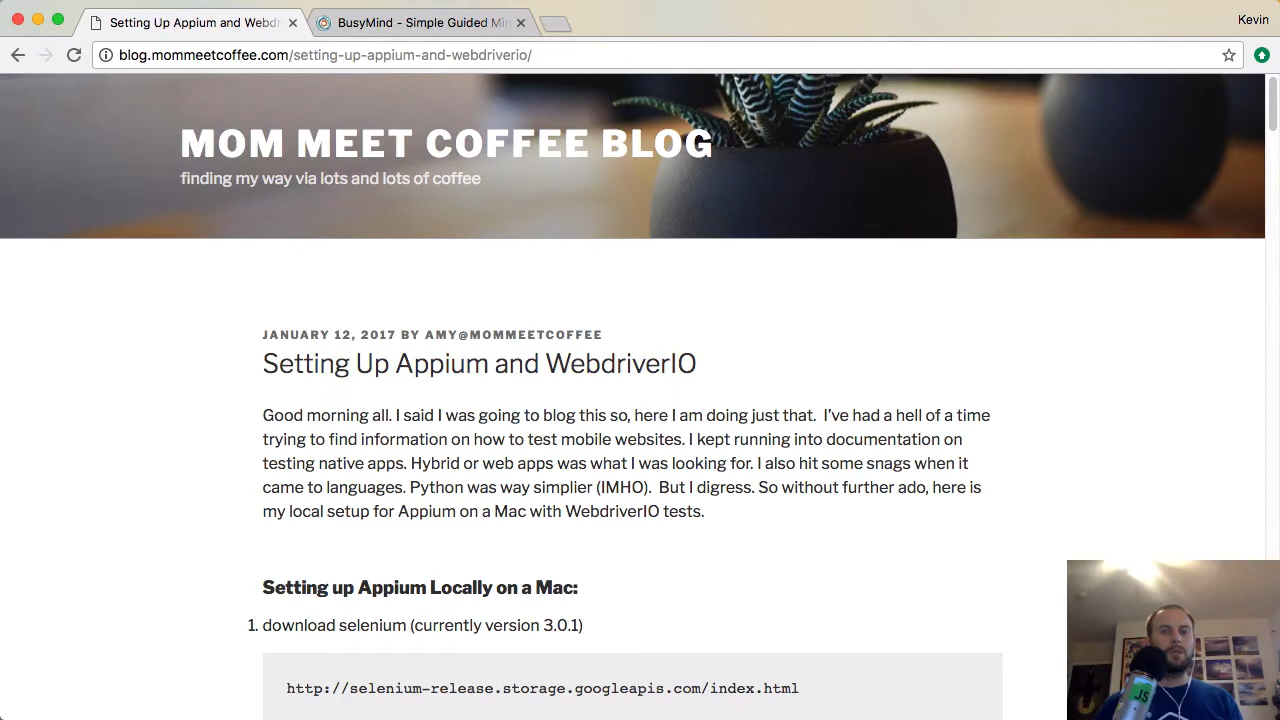 Setting Up Appium and Webdr
BusyMind - Simple Guided Min
Kevin
blog.mommeetcoffee.com/setting-up-appium-and-webdriverio/
MOM MEET COFFEE BLOG
finding my way via lots and lots of coffee
JANUARY 12, 2017 BY AMY@MOMMEETCOFFEE
Setting Up Appium and WebdriverIO
Good morning all. I said I was going to blog this so, here I am doing just that. I've had a hell of a time
trying to find information on how to test mobile websites. I kept running into documentation on
testing native apps. Hybrid or web apps was what I was looking for. I also hit some snags when it
came to languages. Python was way simplier (IMHO). But I digress. So without further ado, here is
my local setup for Appium on a Mac with WebdriverIO tests.
Setting up Appium Locally on a Mac:
1. download selenium (currently version 3.0.1)
http://selenium-release.storage.googleapis.com/index.html
JS